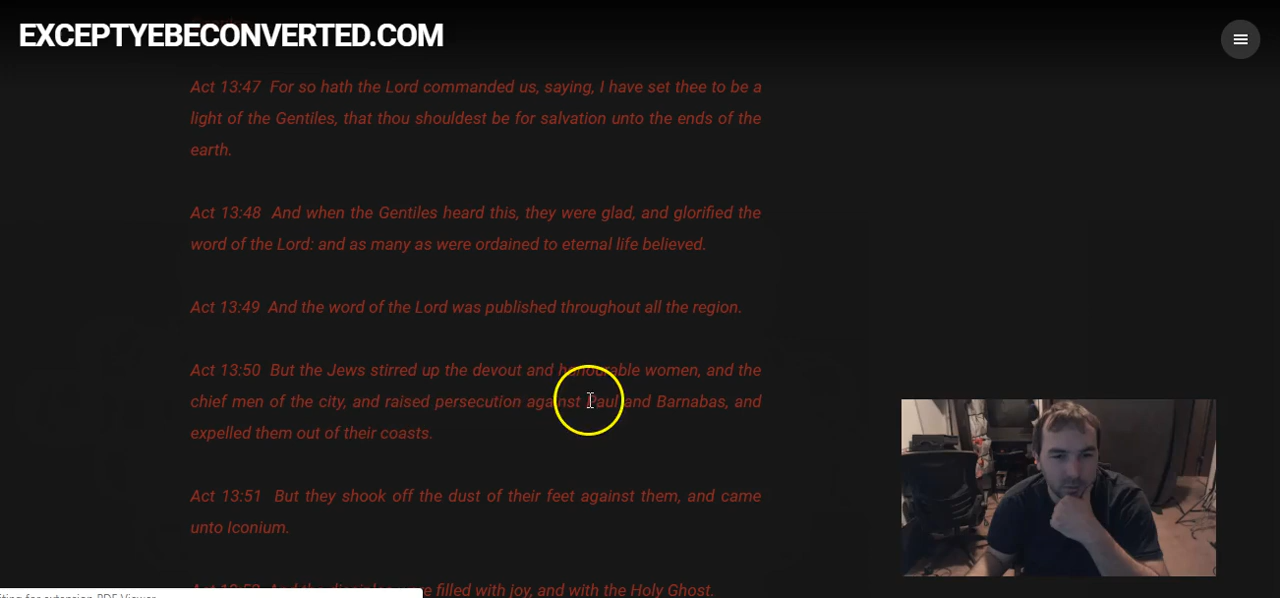 EXCEPTYEBECONVERTED.COM
Act 13:47 For so hath the Lord commanded us, saying, I have set thee to be a
light of the Gentiles, that thou shouldest be for salvation unto the ends of the
earth.
Act 13:48 And when the Gentiles heard this, they were glad, and glorified the
word of the Lord: and as many as were ordained to eternal life believed.
Act 13:49 And the word of the Lord was published throughout all the region.
Act 13:50 But the Jews stirred up the devout and honourable women, and the
chief men of the city, and raised persecution against Paul and Barnabas, and
expelled them out of their coasts.
Act 13:51 But they shook off the dust of their feet against them, and came
unto Iconium.
And the disciples were filled with joy, and with the Holy Ghost.